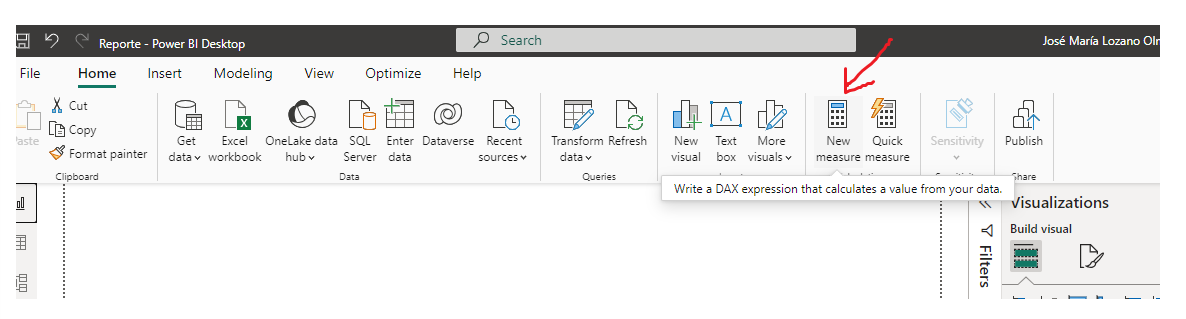 Reporte - Power BI Desktop
Search
José María Lozano Olm
File Home Insert Modeling View Optimize Help
Cut
Copy
Format painter
Clipboard
Get data
Excel workbook
OneLake data hub
SQL Server
Enter data
Dataverse
Recent sources
Data
Transform data
Refresh
Queries
New visual
Text box
A
More visuals
New measure
Quick measure
Sensitivity
Publish
Share
Write a DAX expression that calculates a value from your data.
Visualizations
Build visual
Filters